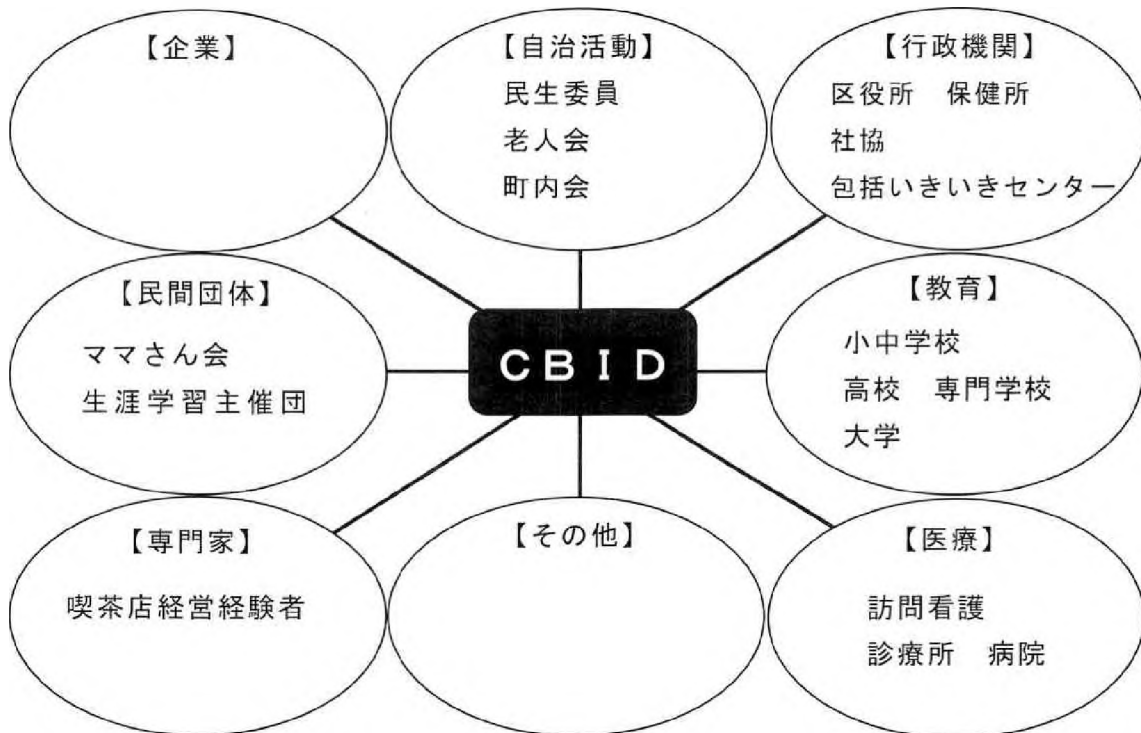 【企業】
【自治活動】
民生委員
老人会
町内会
【行政機関】
区役所　保健所
社協
包括いきいきセンター
【民間団体】
ママさん会
生涯学習主催団
CBID
【教育】
小中学校
高校　専門学校
大学
【専門家】
喫茶店経営経験者
【その他】
【医療】
訪問看護
診療所　病院